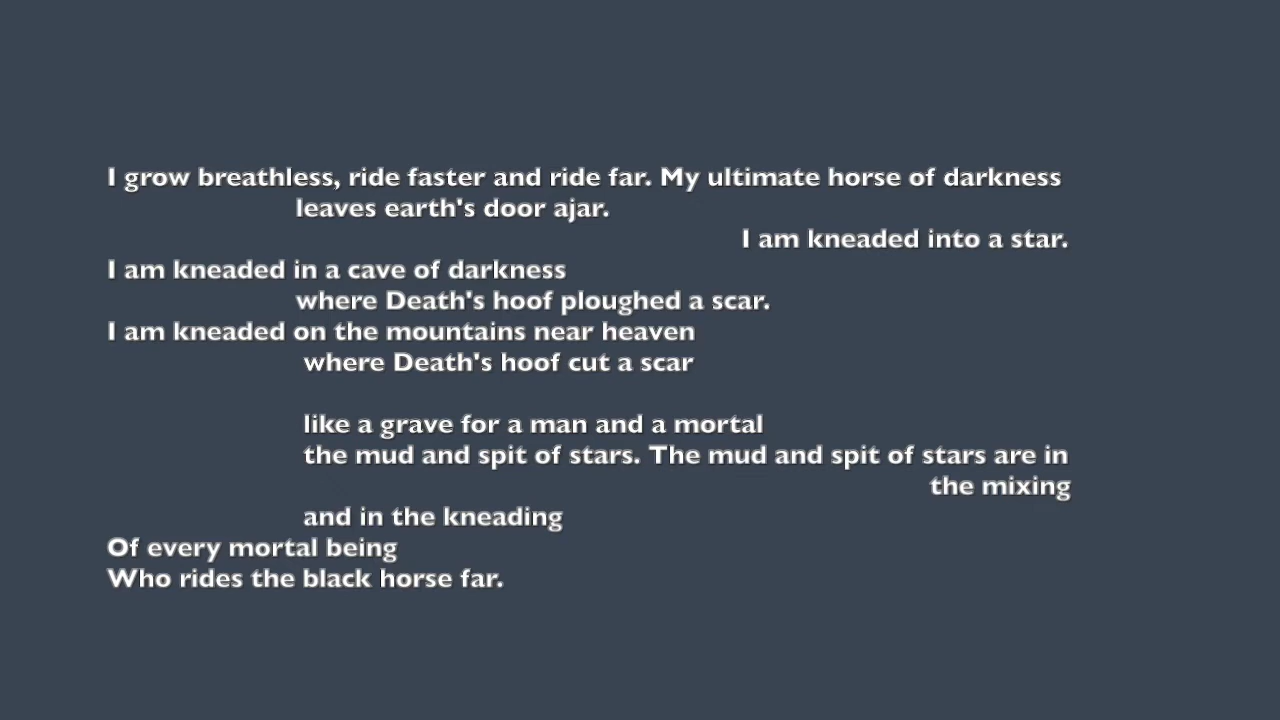 I grow breathless, ride faster and ride far. My ultimate horse of darkness
leaves earth's door ajar.
I am kneaded into a star.
I am kneaded in a cave of darkness
where Death's hoof ploughed a scar.
I am kneaded on the mountains near heaven
where Death's hoof cut a scar
like a grave for a man and a mortal
the mud and spit of stars. The mud and spit of stars are in
the mixing
and in the kneading
Of every mortal being
Who rides the black horse far.